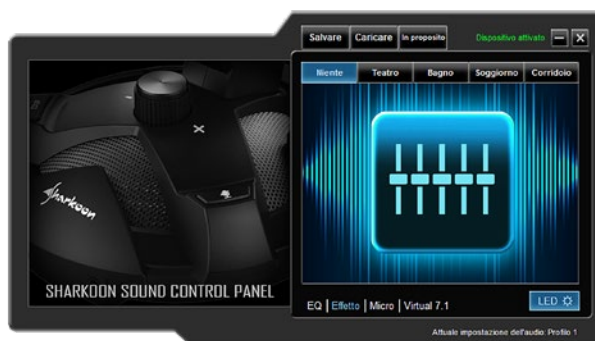 Salvare Caricare In proposito Dispositivo attivato
Niente Teatro Bagno Soggiorno Corridoio
Sharkoon
SHARKOON SOUND CONTROL PANEL
EQ | Effetto | Micro | Virtual 7.1
LED
Attuale impostazione dell'audio: Profilo 1